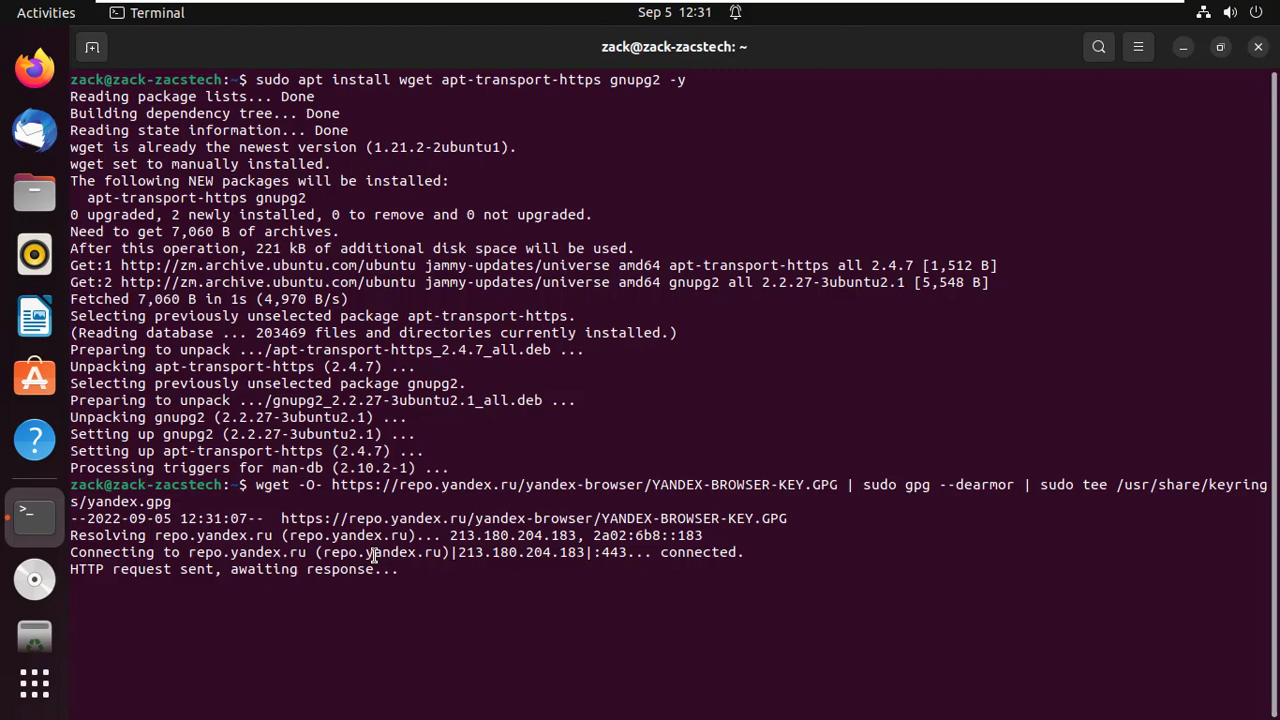 Activities
Terminal
Sep 5 12:31
zack@zack-zacstech: ~
zack@zack-zacstech:~$ sudo apt install wget apt-transport-https gnupg2 -y
Reading package lists... Done
Building dependency tree... Done
Reading state information... Done
wget is already the newest version (1.21.2-2ubuntu1).
wget set to manually installed.
The following NEW packages will be installed:
  apt-transport-https gnupg2
0 upgraded, 2 newly installed, 0 to remove and 0 not upgraded.
Need to get 7,060 B of archives.
After this operation, 221 kB of additional disk space will be used.
Get:1 http://zm.archive.ubuntu.com/ubuntu jammy-updates/universe amd64 apt-transport-https all 2.4.7 [1,512 B]
Get:2 http://zm.archive.ubuntu.com/ubuntu jammy-updates/universe amd64 gnupg2 all 2.2.27-3ubuntu2.1 [5,548 B]
Fetched 7,060 B in 1s (4,970 B/s)
Selecting previously unselected package apt-transport-https.
(Reading database ... 203469 files and directories currently installed.)
Preparing to unpack .../apt-transport-https_2.4.7_all.deb ...
Unpacking apt-transport-https (2.4.7) ...
Selecting previously unselected package gnupg2.
Preparing to unpack .../gnupg2_2.2.27-3ubuntu2.1_all.deb ...
Unpacking gnupg2 (2.2.27-3ubuntu2.1) ...
Setting up gnupg2 (2.2.27-3ubuntu2.1) ...
Setting up apt-transport-https (2.4.7) ...
Processing triggers for man-db (2.10.2-1) ...
zack@zack-zacstech:~$ wget -O- https://repo.yandex.ru/yandex-browser/YANDEX-BROWSER-KEY.GPG | sudo gpg --dearmor | sudo tee /usr/share/keyring
s/yandex.gpg
--2022-09-05 12:31:07--  https://repo.yandex.ru/yandex-browser/YANDEX-BROWSER-KEY.GPG
Resolving repo.yandex.ru (repo.yandex.ru)... 213.180.204.183, 2a02:6b8::183
Connecting to repo.yandex.ru (repo.yandex.ru)|213.180.204.183|:443... connected.
HTTP request sent, awaiting response...